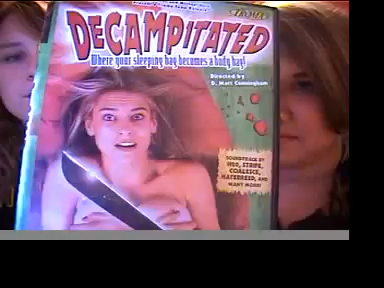 DECAMPITATED
Where your sleeping bag becomes a body bag!
Directed by
D. Matt Cunningham
SOUNDTRACK BY
STRIFE,
COALESCE,
HATEBREED, AND
MANY MORE!